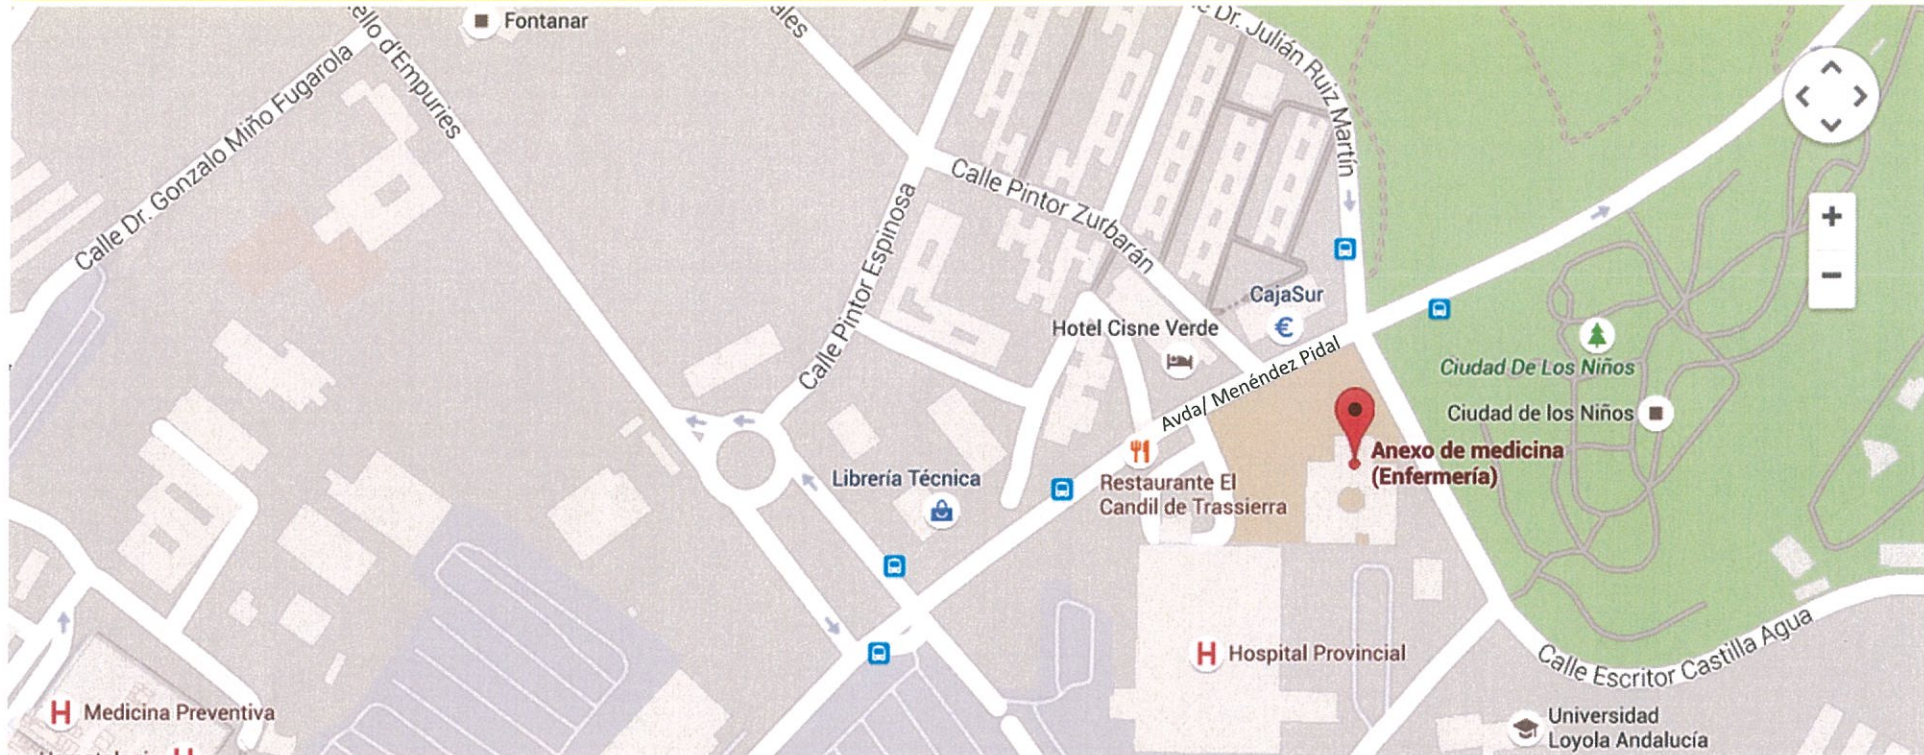 Fontanar
Calle Dr. Gonzalo Miño Fugarola
d'Empuries
Dr. Julián Ruiz Martín
Calle Pintor Zurbarán
Calle Pintor Espinosa
CajaSur
€
Hotel Cisne Verde
Avda/ Menéndez Pidal
Ciudad De Los Niños
Ciudad de los Niños
Anexo de medicina
(Enfermería)
Librería Técnica
Restaurante El
Candil de Trassierra
H Hospital Provincial
Calle Escritor Castilla Agua
H Medicina Preventiva
Universidad
Loyola Andalucía
+
−